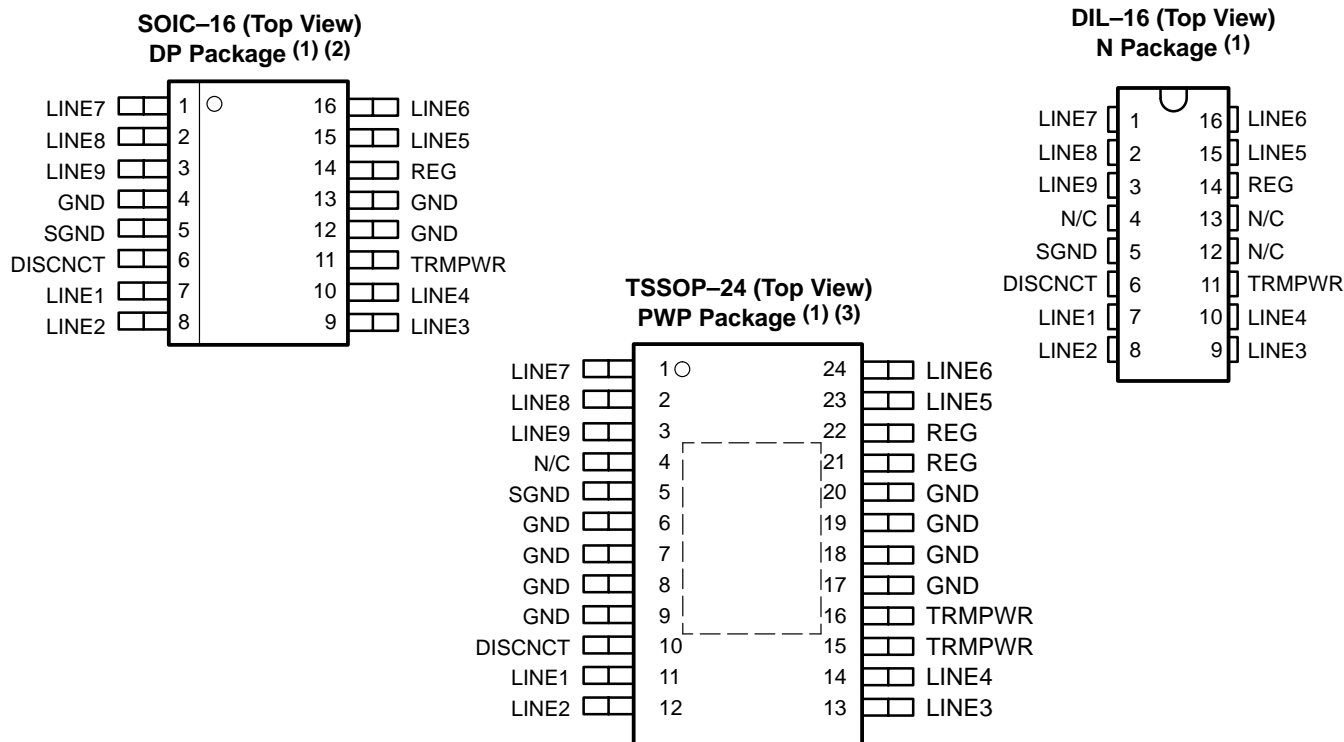 SOIC–16 (Top View)
DP Package (1) (2)
LINE7 1 16 LINE6
LINE8 2 15 LINE5
LINE9 3 14 REG
GND 4 13 GND
SGND 5 12 GND
DISCNCT 6 11 TRMPWR
LINE1 7 10 LINE4
LINE2 8 9 LINE3
DIL–16 (Top View)
N Package (1)
LINE7 1 16 LINE6
LINE8 2 15 LINE5
LINE9 3 14 REG
N/C 4 13 N/C
SGND 5 12 N/C
DISCNCT 6 11 TRMPWR
LINE1 7 10 LINE4
LINE2 8 9 LINE3
TSSOP–24 (Top View)
PWP Package (1) (3)
LINE7 1 24 LINE6
LINE8 2 23 LINE5
LINE9 3 22 REG
N/C 4 21 REG
SGND 5 20 GND
GND 6 19 GND
GND 7 18 GND
GND 8 17 GND
GND 9 16 TRMPWR
DISCNCT 10 15 TRMPWR
LINE1 11 14 LINE4
LINE2 12 13 LINE3